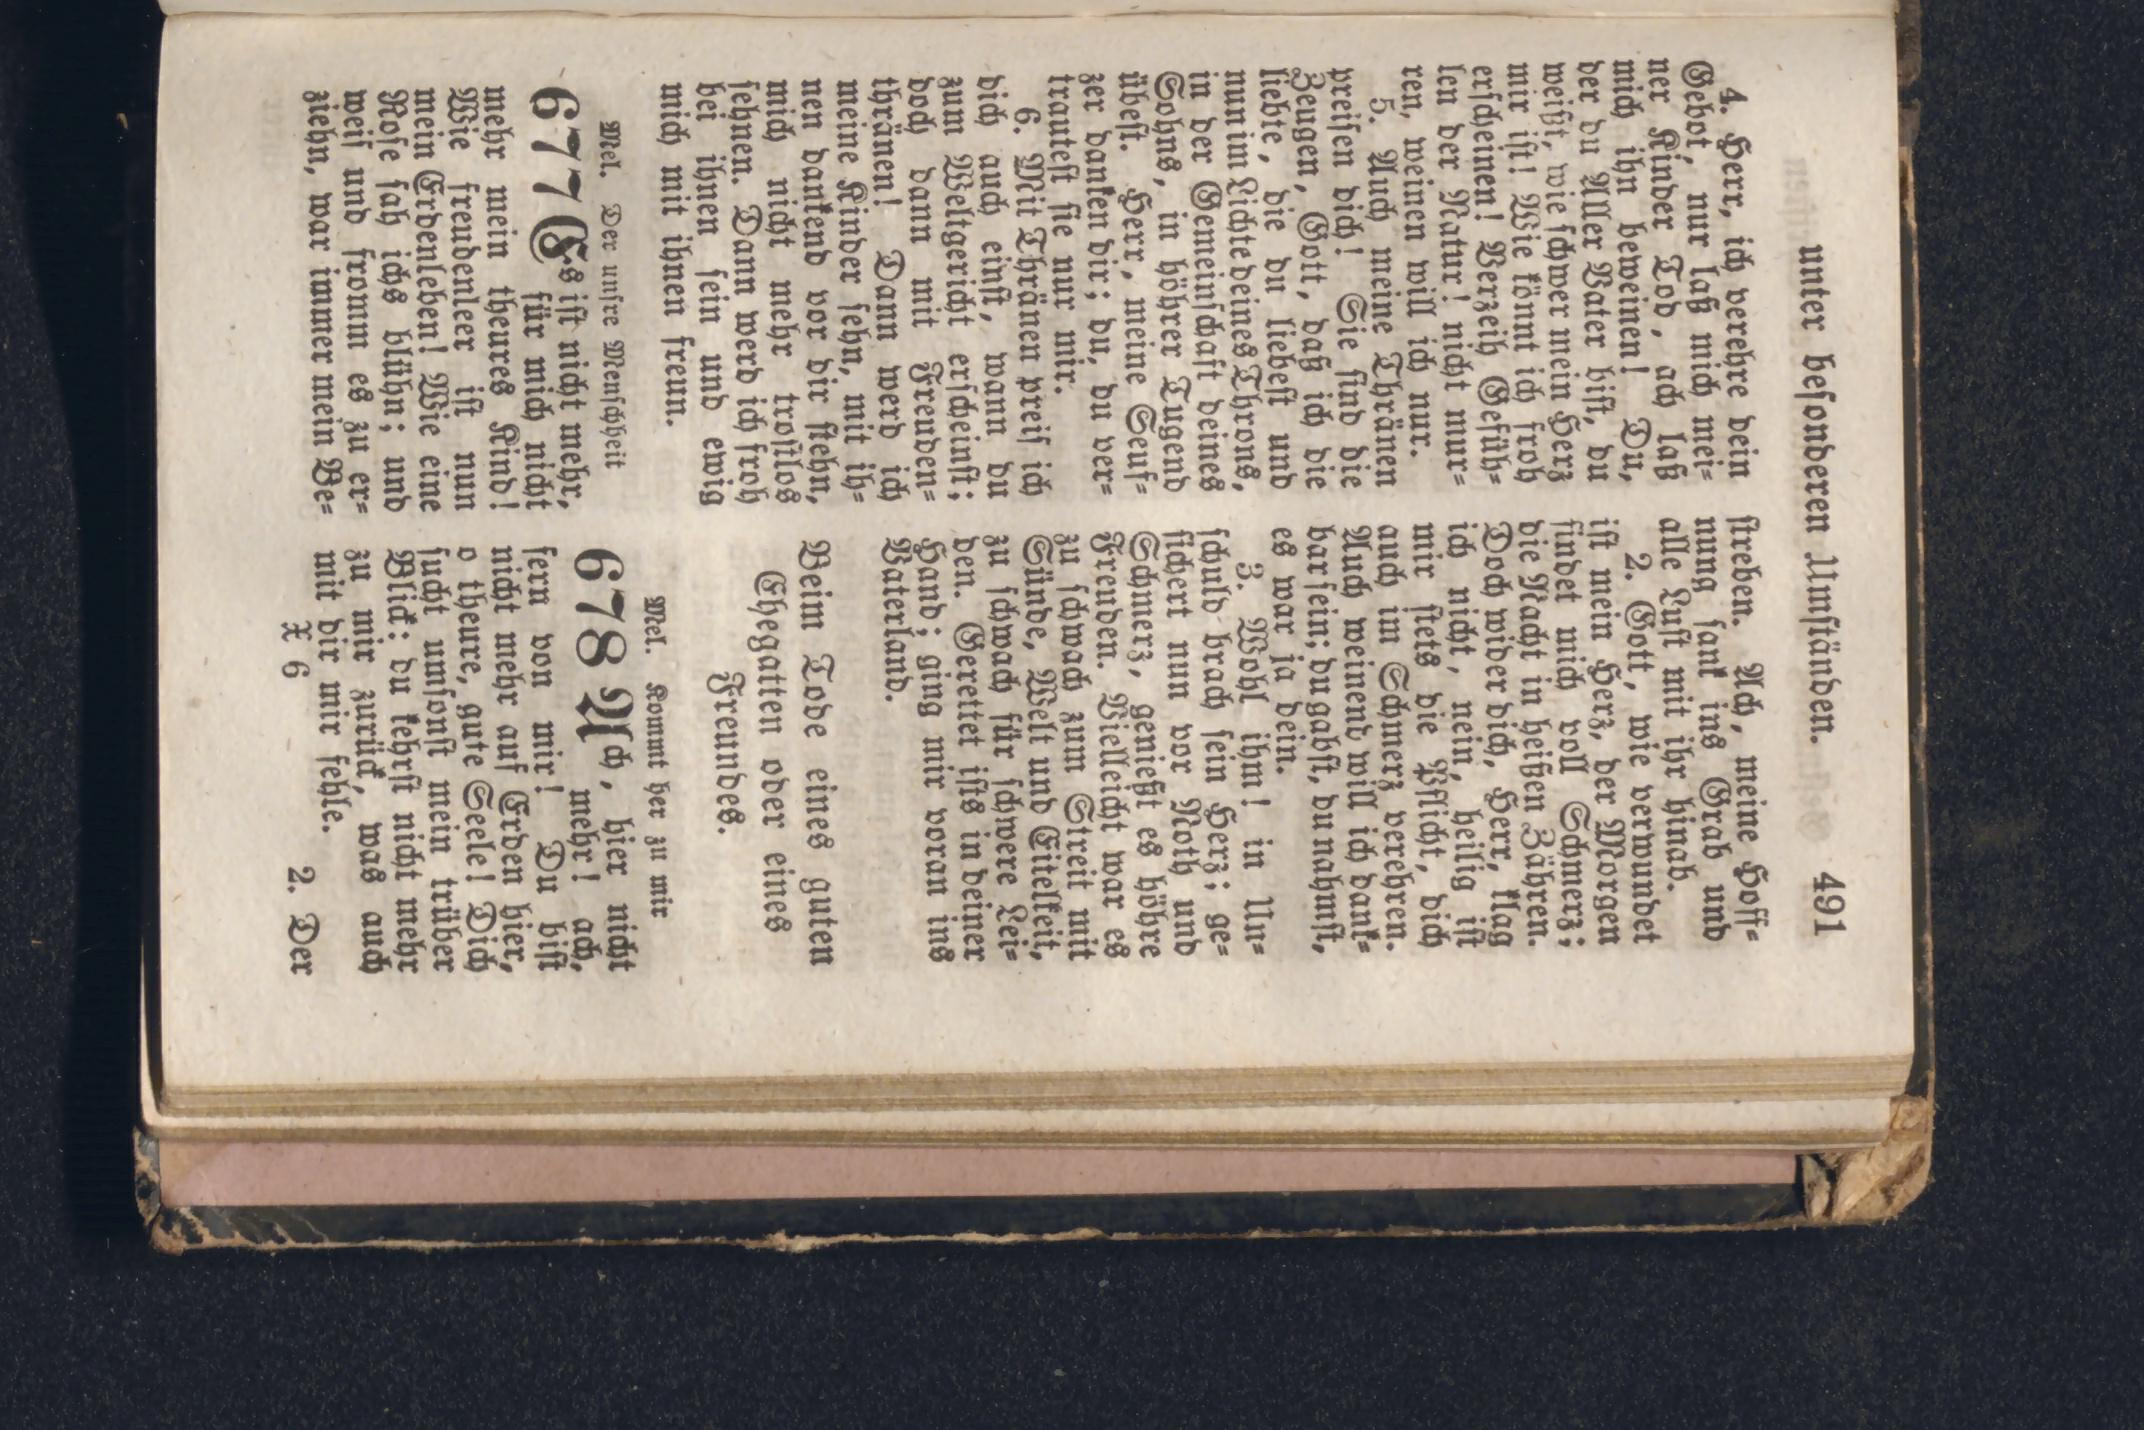 unter besonderen Umständen. 491
4. Herr, ich verehre dein
Gebot, nur laß mich mei-
ner Kinder Tod, ach laß
mich ihn beweinen! Du,
der du Aller Vater bist, du
weißt, wie schwer mein Herz
mir ist! Wie könnt ich froh
erscheinen! Verzeih Gefüh-
len der Natur! nicht mur-
ren, weinen will ich nur.
5. Auch meine Thränen
preisen dich! Sie sind die
Zeugen, Gott, daß ich die
liebte, die du liebest und
nun im Lichte deines Throns,
in der Gemeinschaft deines
Sohns, in höhrer Tugend
übest. Herr, meine Seuf-
zer danken dir; du, du ver-
trautest sie nur mir.
6. Mit Thränen preis ich
dich auch einst, wann du
zum Weltgericht erscheinst;
doch dann mit Freuden-
thränen! Dann werd ich
meine Kinder sehn, mit ih-
nen dankend vor dir stehn,
mich nicht mehr trostlos
sehnen. Dann werd ich froh
bei ihnen sein und ewig
mich mit ihnen freun.
Mel. Der unsre Menschheit
677 Es ist nicht mehr,
für mich nicht
mehr mein theures Kind!
Wie freudenleer ist nun
mein Erdenleben! Wie eine
Rose sah ichs blühn; und
weis und fromm es zu er-
ziehn, war immer mein Be-
streben. Ach, meine Hoff-
nung sank ins Grab und
alle Lust mit ihr hinab.
2. Gott, wie verwundet
ist mein Herz, der Morgen
findet mich voll Schmerz;
die Nacht in heißen Zähren.
Doch wider dich, Herr, klag
ich nicht, nein, heilig ist
mir stets die Pflicht, dich
auch im Schmerz verehren.
Auch weinend will ich dank-
bar sein; du gabst, du nahmst,
es war ja dein.
3. Wohl ihm! in Un-
schuld brach sein Herz; ge-
sichert nun vor Noth und
Schmerz, genießt es höhre
Freuden. Vielleicht war es
zu schwach zum Streit mit
Sünde, Welt und Eitelkeit,
zu schwach für schwere Lei-
den. Gerettet ists in deiner
Hand; ging mir voran ins
Vaterland.
Beim Tode eines guten
Ehegatten oder eines
Freundes.
Mel. Kommt her zu mir
678 Ach, hier nicht
mehr! ach,
fern von mir! Du bist
nicht mehr auf Erden hier,
o theure, gute Seele! Dich
sucht umsonst mein trüber
Blick; du kehrst nicht mehr
zu mir zurück, was auch
mit dir mir fehle.
X 6 2. Der